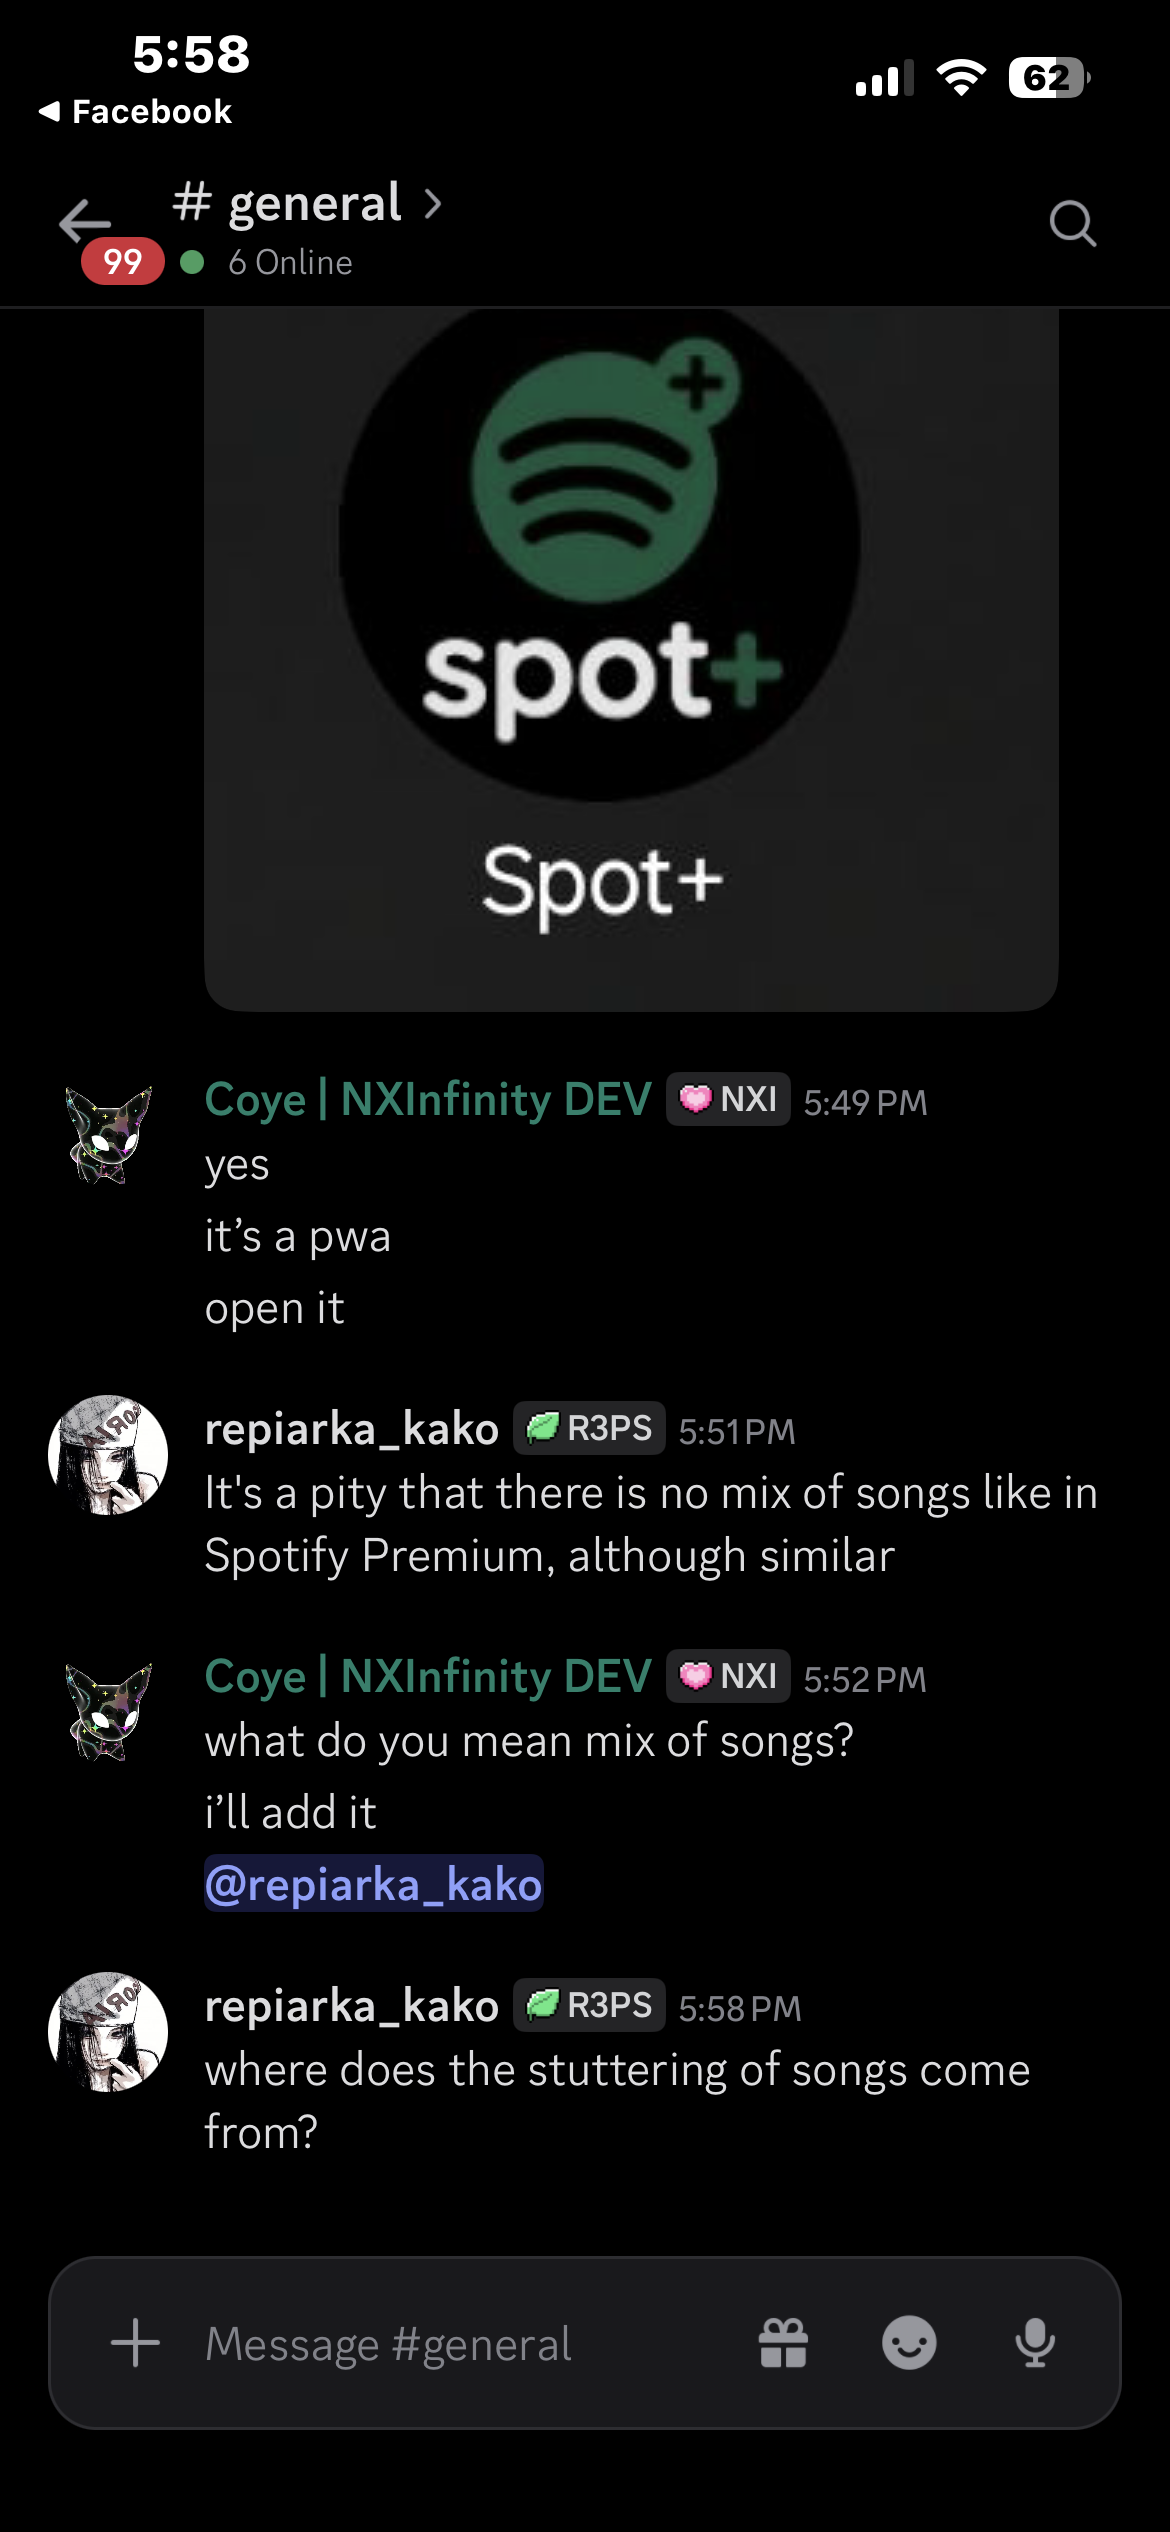 5:58
62
Facebook
# general
99
6 Online
spot+
Spot+
Coye | NXInfinity DEV NXI 5:49 PM
yes
it’s a pwa
open it
repiarka_kako R3PS 5:51 PM
It's a pity that there is no mix of songs like in
Spotify Premium, although similar
Coye | NXInfinity DEV NXI 5:52 PM
what do you mean mix of songs?
i’ll add it
@repiarka_kako
repiarka_kako R3PS 5:58 PM
where does the stuttering of songs come
from?
Message #general